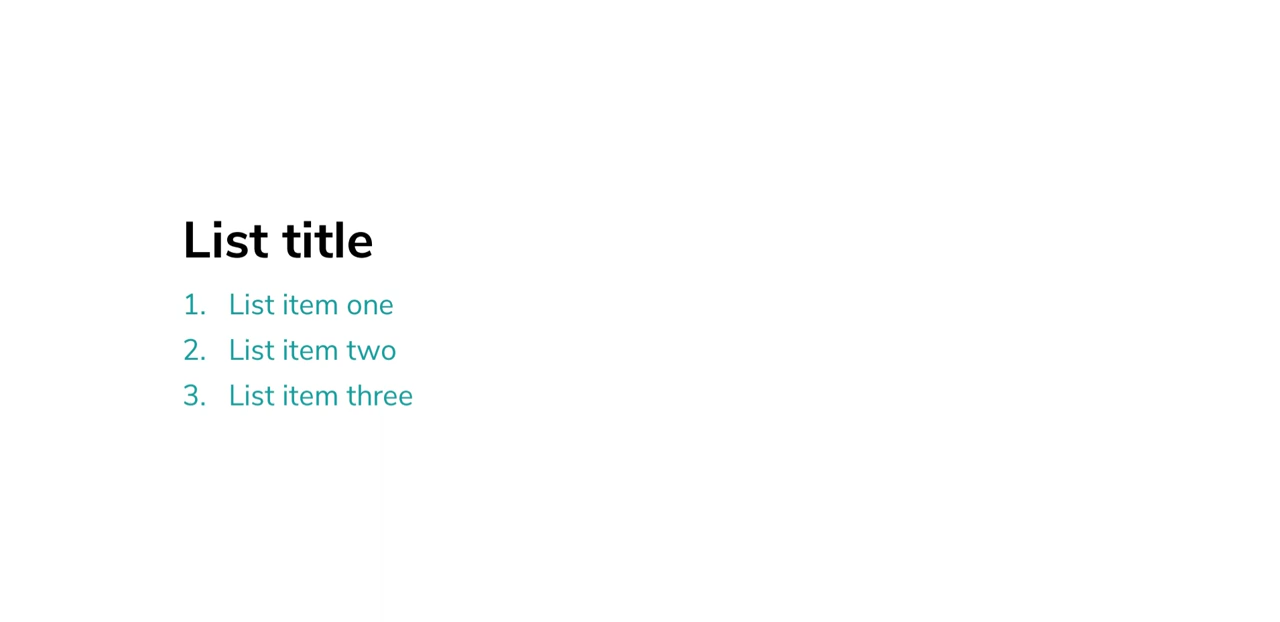 List title
1. List item one
2. List item two
3. List item three